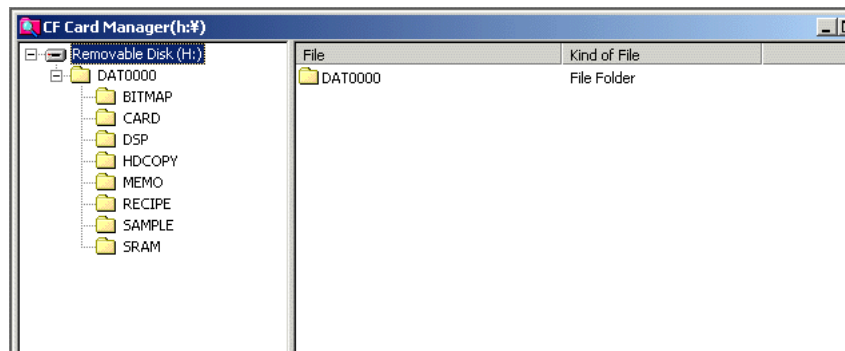 CF Card Manager(h:¥)
Removable Disk (H:)
DAT0000
BITMAP
CARD
DSP
HDCOPY
MEMO
RECIPE
SAMPLE
SRAM
File Kind of File
DAT0000 File Folder